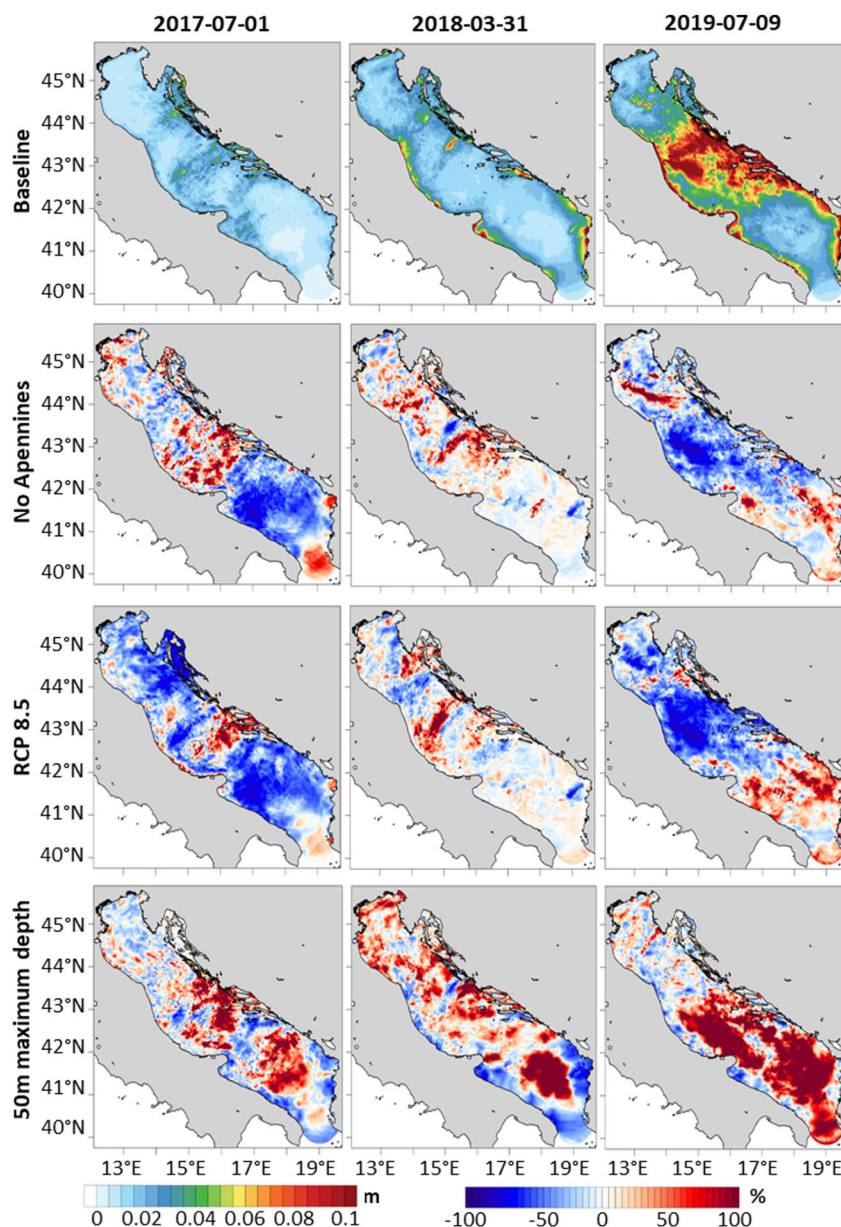 2017-07-01 2018-03-31 2019-07-09
Baseline
45°N
44°N
43°N
42°N
41°N
40°N
No Apennines
45°N
44°N
43°N
42°N
41°N
40°N
RCP 8.5
45°N
44°N
43°N
42°N
41°N
40°N
50m maximum depth
45°N
44°N
43°N
42°N
41°N
40°N
13°E 15°E 17°E 19°E 13°E 15°E 17°E 19°E 13°E 15°E 17°E 19°E
0 0.02 0.04 0.06 0.08 0.1 m
-100 -50 0 50 100 %